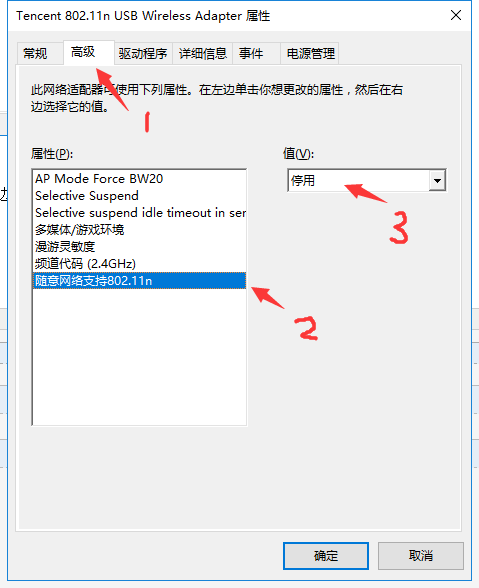 Tencent 802.11n USB Wireless Adapter 属性
常规 高级 驱动程序 详细信息 事件 电源管理
此网络适配器可使用下列属性。在左边单击你想更改的属性，然后在右
边选择它的值。
1
属性(P):
值(V):
AP Mode Force BW20
停用
Selective Suspend
Selective suspend idle timeout in ser
多媒体/游戏环境
漫游灵敏度
频道代码 (2.4GHz)
随意网络支持802.11n
3
2
确定
取消